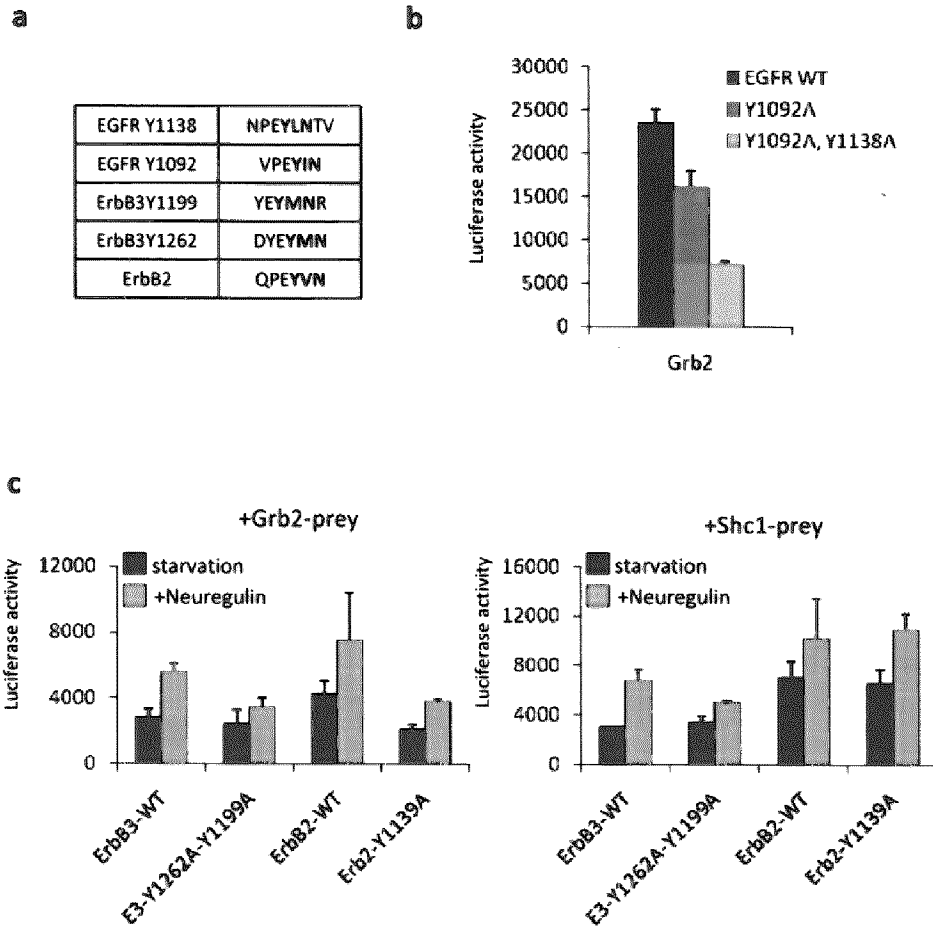 a
EGFR Y1138 NPEYLNTV
EGFR Y1092 VPEYIN
ErbB3Y1199 YEYMNR
ErbB3Y1262 DYEYMN
ErbB2 QPEYVN
b
Luciferase activity
30000
25000
20000
15000
10000
5000
0
EGFR WT
Y1092A
Y1092A, Y1138A
Grb2
c
+Grb2-prey
Luciferase activity
12000
8000
4000
0
starvation
+Neuregulin
ErbB3-WT
E3-Y1262A-Y1199A
ErbB2-WT
Erb2-Y1139A
+Shc1-prey
Luciferase activity
16000
12000
8000
4000
0
starvation
+Neuregulin
ErbB3-WT
E3-Y1262A-Y1199A
ErbB2-WT
Erb2-Y1139A